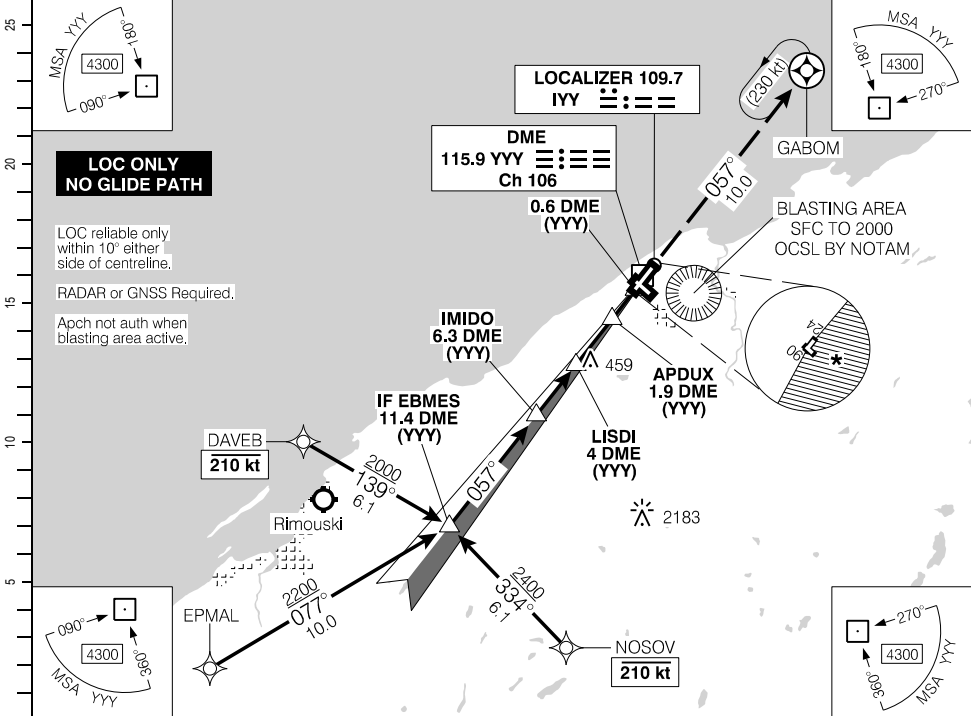 25
20
15
10
5
MSA YYY
180°
4300
090°
MSA YYY
180°
4300
270°
LOCALIZER 109.7
IYY
DME
115.9 YYY
Ch 106
(230 kt)
GABOM
LOC ONLY
NO GLIDE PATH
057°
10.0
0.6 DME
(YYY)
BLASTING AREA
SFC TO 2000
OCSL BY NOTAM
LOC reliable only
within 10° either
side of centreline.
RADAR or GNSS Required.
Apch not auth when
blasting area active.
IMIDO
6.3 DME
(YYY)
24
06
*
459
APDUX
1.9 DME
(YYY)
IF EBMES
11.4 DME
(YYY)
LISDI
4 DME
(YYY)
DAVEB
210 kt
2000
139°
6.1
057°
Rimouski
2183
2200
077°
10.0
2400
334°
6.1
EPMAL
NOSOV
210 kt
090°
4300
360°
MSA YYY
270°
4300
360°
MSA YYY